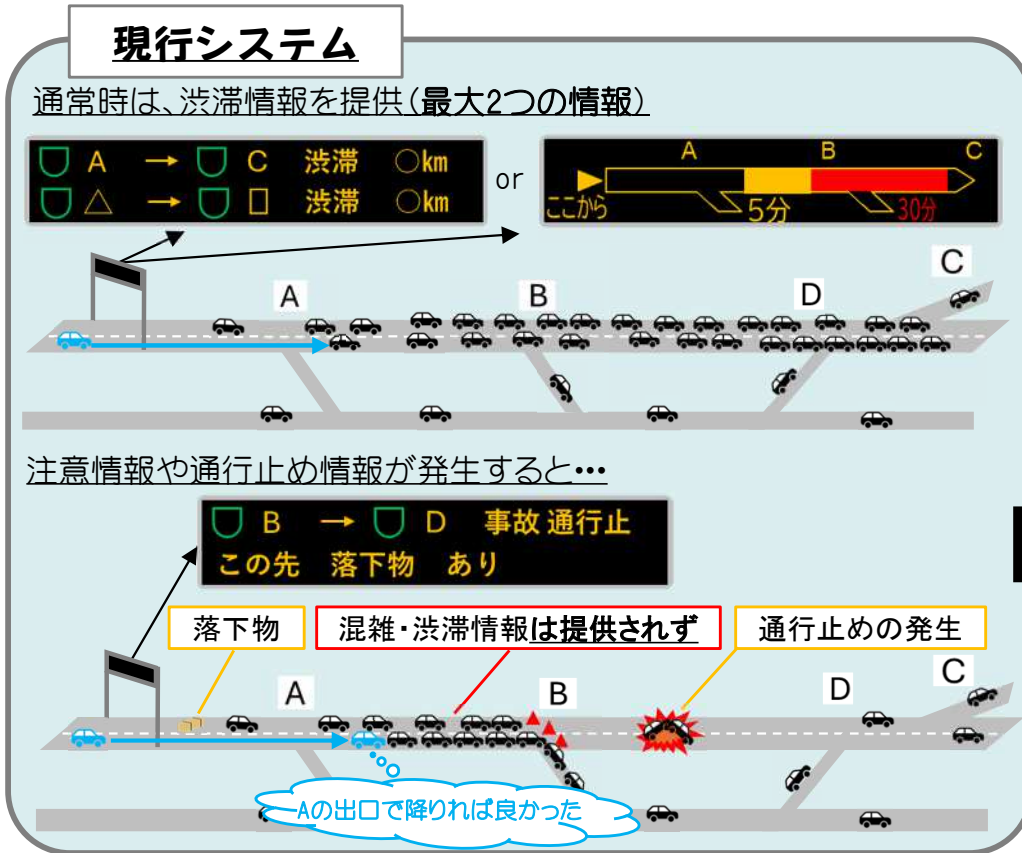 現行システム
通常時は、渋滞情報を提供(最大2つの情報)
A → C 渋滞 ○km
△ → □ 渋滞 ○km
or
A B C
ここから 5分 30分
A B D C
注意情報や通行止め情報が発生すると・・・
B → D 事故 通行止
この先 落下物 あり
落下物
混雑・渋滞情報は提供されず
通行止めの発生
A B D C
Aの出口で降りれば良かった